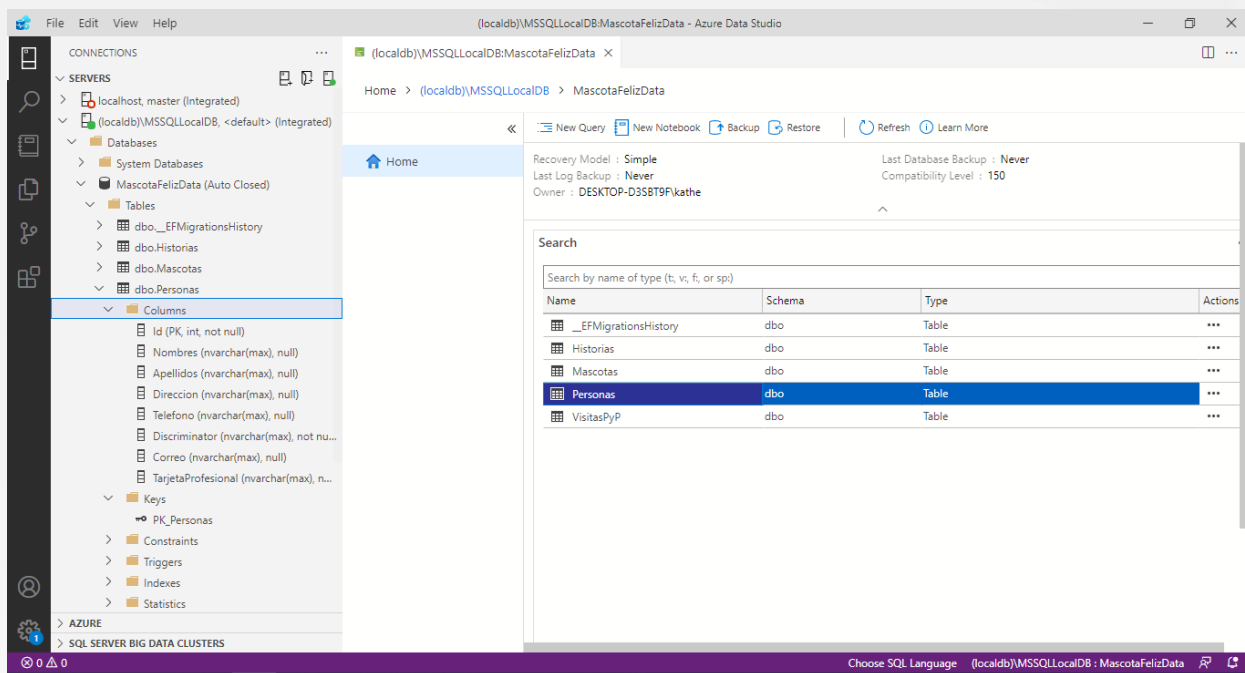 File Edit View Help (localdb)\MSSQLLocalDB:MascotaFelizData - Azure Data Studio
CONNECTIONS
SERVERS
localhost, master (Integrated)
(localdb)\MSSQLLocalDB, <default> (Integrated)
Databases
System Databases
MascotaFelizData (Auto Closed)
Tables
dbo.__EFMigrationsHistory
dbo.Historias
dbo.Mascotas
dbo.Personas
Columns
Id (PK, int, not null)
Nombres (nvarchar(max), null)
Apellidos (nvarchar(max), null)
Direccion (nvarchar(max), null)
Telefono (nvarchar(max), null)
Discriminator (nvarchar(max), not nu...
Correo (nvarchar(max), null)
TarjetaProfesional (nvarchar(max), n...
Keys
PK_Personas
Constraints
Triggers
Indexes
Statistics
AZURE
SQL SERVER BIG DATA CLUSTERS
(localdb)\MSSQLLocalDB:MascotaFelizData
Home > (localdb)\MSSQLLocalDB > MascotaFelizData
Home
New Query New Notebook Backup Restore Refresh Learn More
Recovery Model : Simple Last Database Backup : Never
Last Log Backup : Never Compatibility Level : 150
Owner : DESKTOP-D3SBT9F\kathe
Search
Search by name of type (t:, v:, f:, or sp:)
Name Schema Type Actions
__EFMigrationsHistory dbo Table
Historias dbo Table
Mascotas dbo Table
Personas dbo Table
VisitasPyP dbo Table
1
0 0 Choose SQL Language (localdb)\MSSQLLocalDB : MascotaFelizData